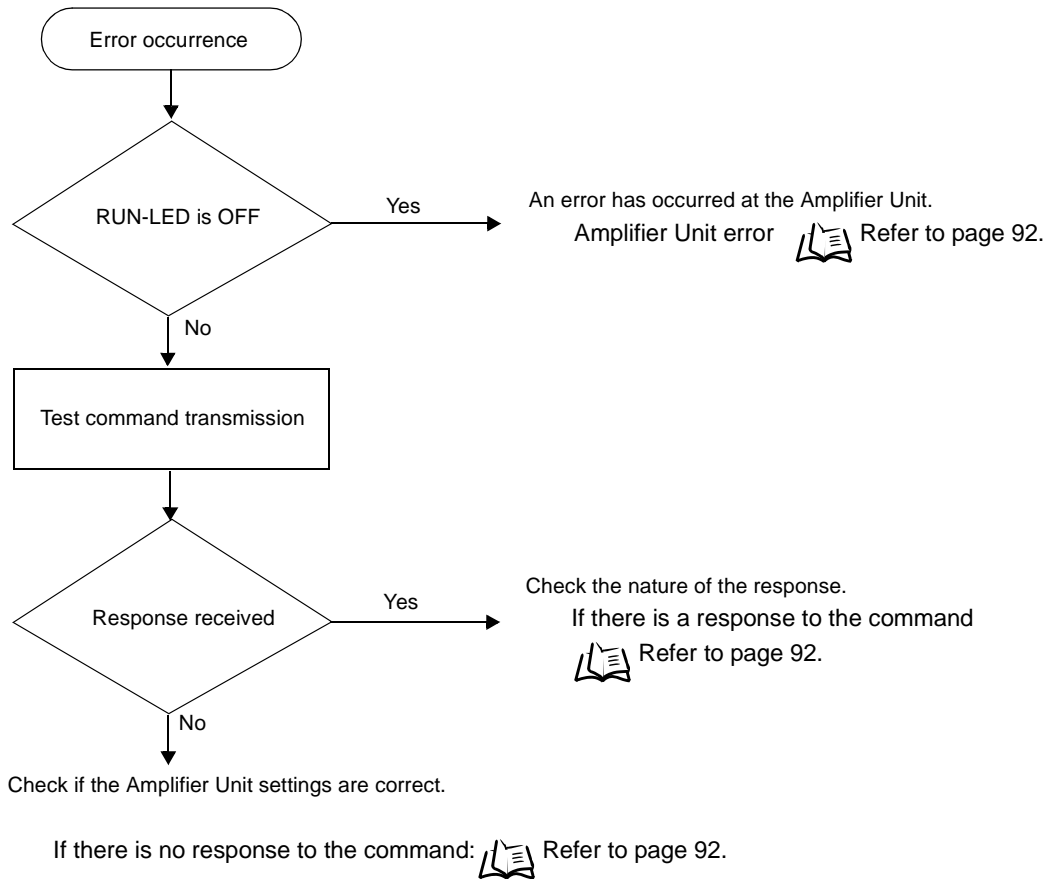 Error occurrence
RUN-LED is OFF
Yes
An error has occurred at the Amplifier Unit.
Amplifier Unit error Refer to page 92.
No
Test command transmission
Response received
Yes
Check the nature of the response.
If there is a response to the command
Refer to page 92.
No
Check if the Amplifier Unit settings are correct.
If there is no response to the command: Refer to page 92.